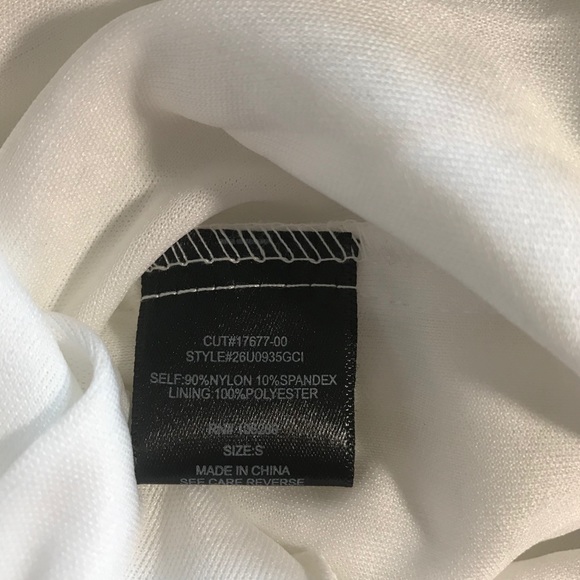 CUT#17677-00
STYLE#26U0935GCI
SELF:90%NYLON 10%SPANDEX
LINING:100%POLYESTER
RN#
SIZE:S
MADE IN CHINA
SEE CARE REVERSE